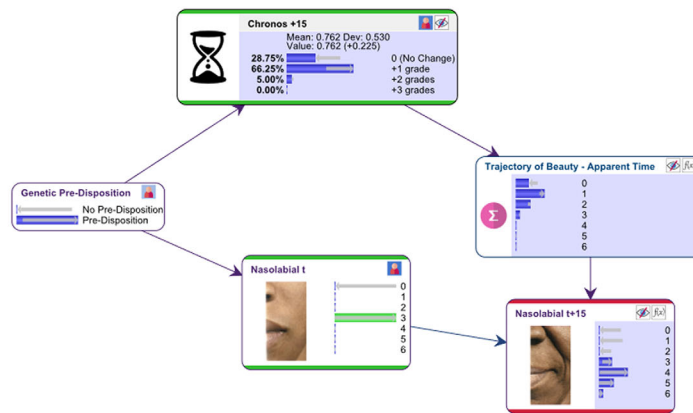 Chronos +15
Mean: 0.762 Dev: 0.530
Value: 0.762 (+0.225)
28.75% 0 (No Change)
66.25% +1 grade
5.00% +2 grades
0.00% +3 grades
Trajectory of Beauty - Apparent Time
0
1
2
3
4
5
6
Σ
Genetic Pre-Disposition
No Pre-Disposition
Pre-Disposition
Nasolabial t
0
1
2
3
4
5
6
Nasolabial t+15
f(x)
0
1
2
3
4
5
6